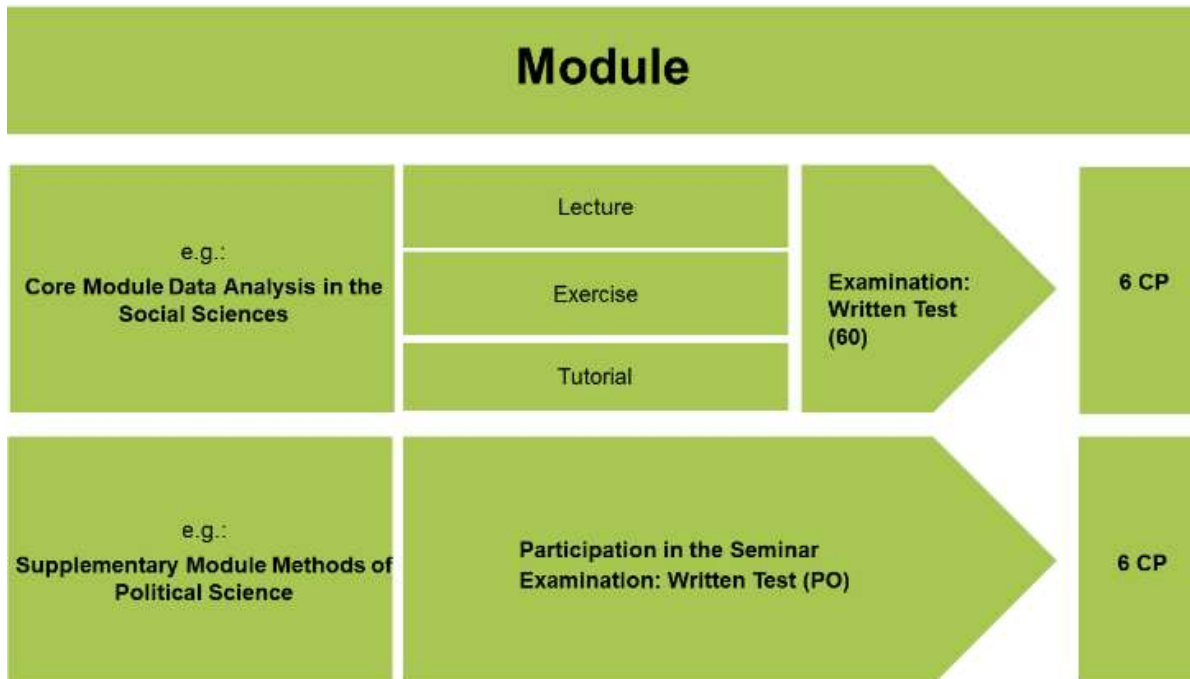 Module
e.g.:
Core Module Data Analysis in the
Social Sciences
Lecture
Exercise
Tutorial
Examination:
Written Test
(60)
6 CP
e.g.:
Supplementary Module Methods of
Political Science
Participation in the Seminar
Examination: Written Test (PO)
6 CP